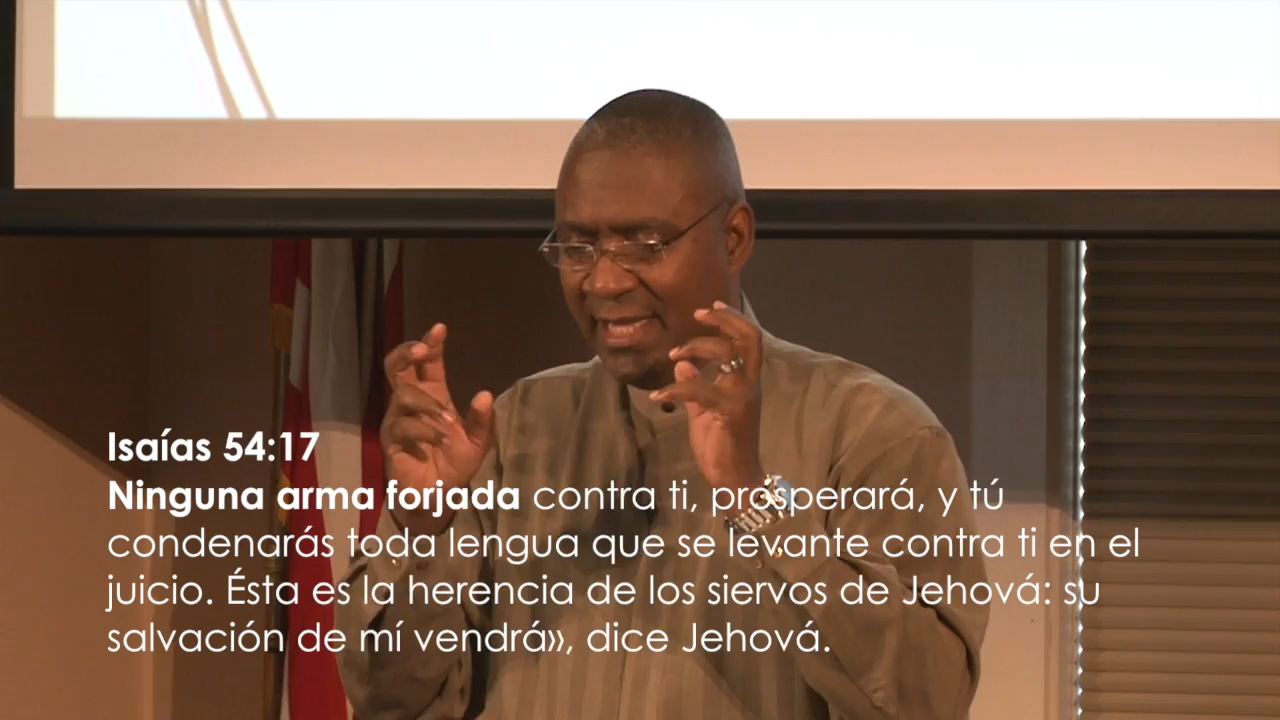 Isaías 54:17
Ninguna arma forjada contra ti, prosperará, y tú
condenarás toda lengua que se levante contra ti en el
juicio. Ésta es la herencia de los siervos de Jehová: su
salvación de mí vendrá», dice Jehová.